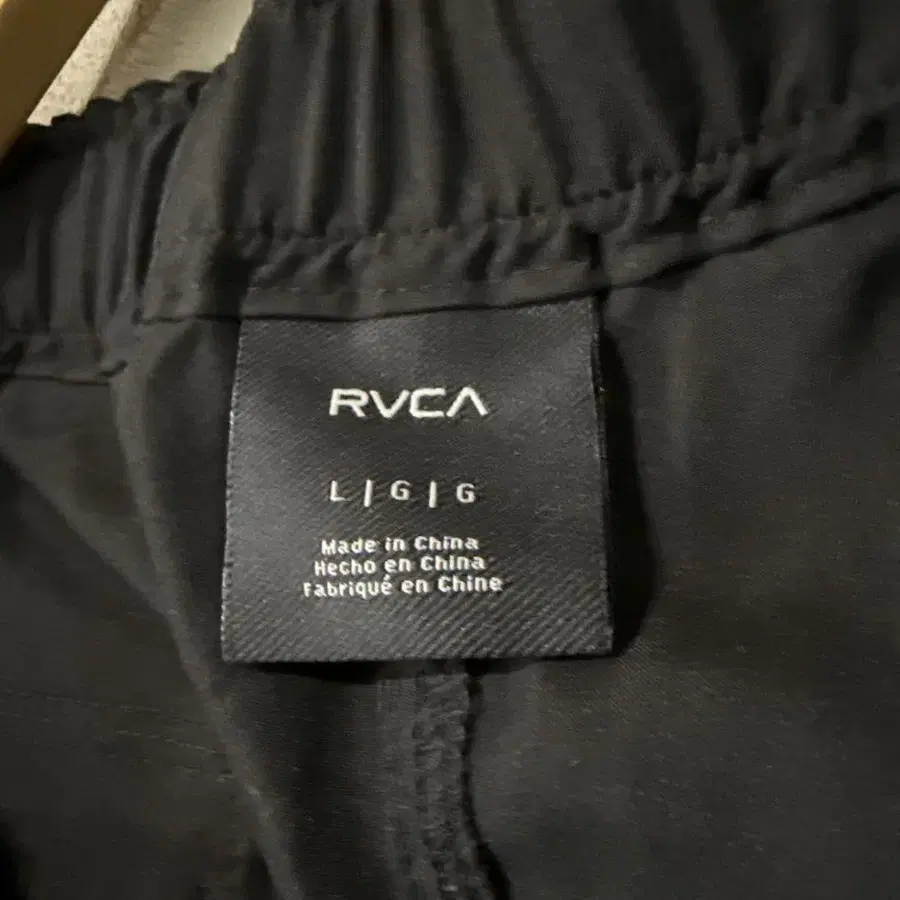 RVCA
L | G | G
Made in China
Hecho en China
Fabriqué en Chine